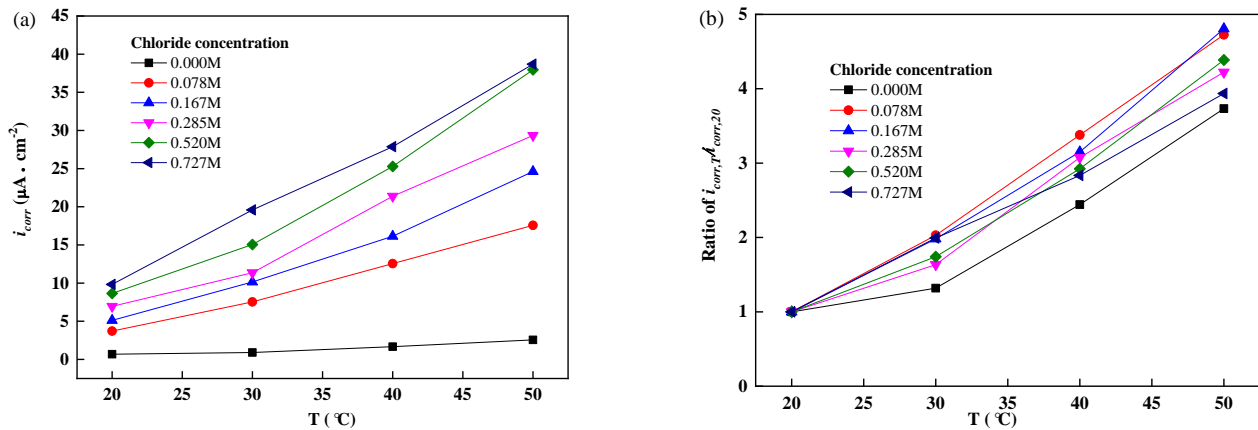 (a)
45
40
35
30
25
20
15
10
5
0
i_corr (μA • cm⁻²)
Chloride concentration
0.000M
0.078M
0.167M
0.285M
0.520M
0.727M
20 25 30 35 40 45 50
T (℃)
(b)
5
4
3
2
1
0
Ratio of i_corr,T/i_corr,20
Chloride concentration
0.000M
0.078M
0.167M
0.285M
0.520M
0.727M
20 25 30 35 40 45 50
T (℃)